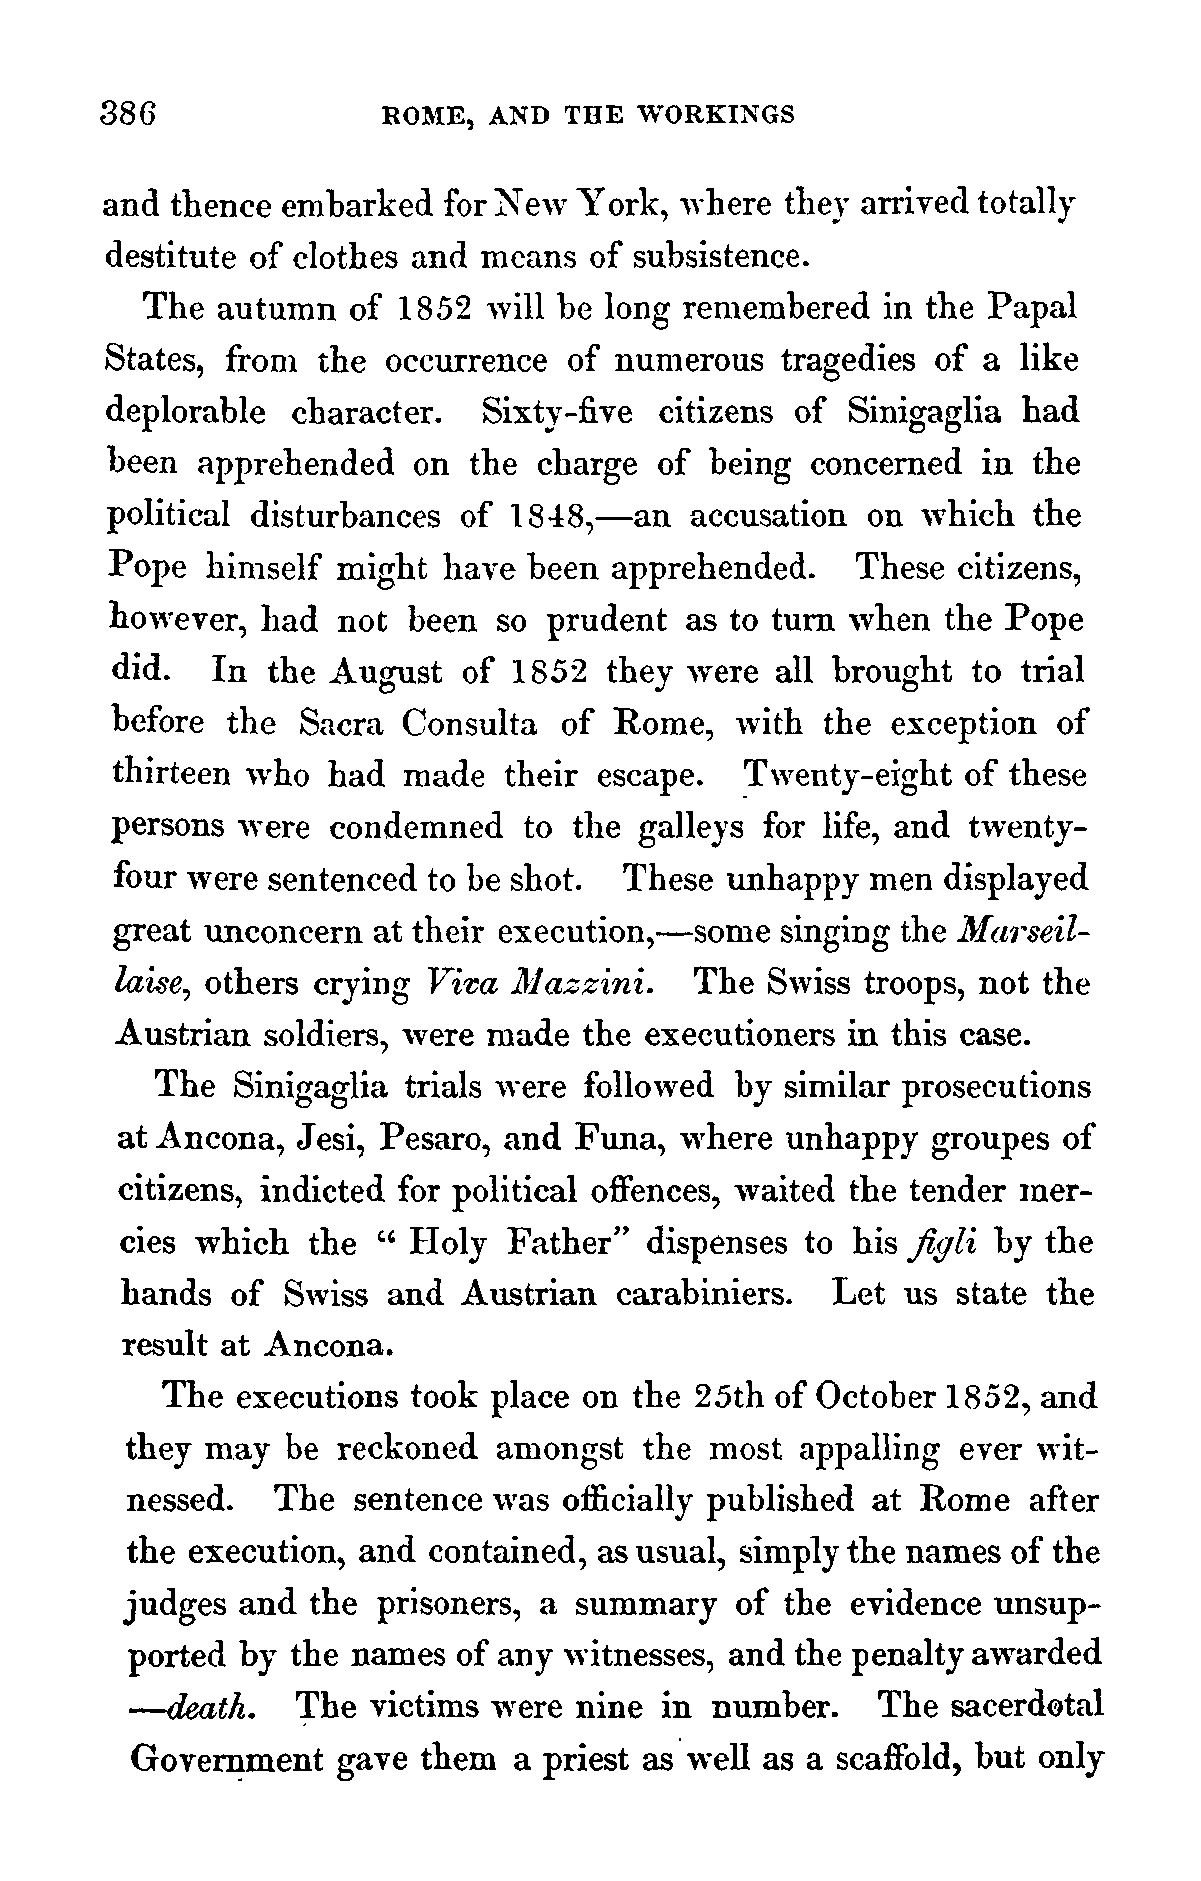 386 ROME, AND THE WORKINGS
and thence embarked for New York, where they arrived totally
destitute of clothes and means of subsistence.
The autumn of 1852 will be long remembered in the Papal
States, from the occurrence of numerous tragedies of a like
deplorable character. Sixty-five citizens of Sinigaglia had
been apprehended on the charge of being concerned in the
political disturbances of 1848,—an accusation on which the
Pope himself might have been apprehended. These citizens,
however, had not been so prudent as to turn when the Pope
did. In the August of 1852 they were all brought to trial
before the Sacra Consulta of Rome, with the exception of
thirteen who had made their escape. Twenty-eight of these
persons were condemned to the galleys for life, and twenty-
four were sentenced to be shot. These unhappy men displayed
great unconcern at their execution,—some singing the Marseil-
laise, others crying Viva Mazzini. The Swiss troops, not the
Austrian soldiers, were made the executioners in this case.
The Sinigaglia trials were followed by similar prosecutions
at Ancona, Jesi, Pesaro, and Funa, where unhappy groupes of
citizens, indicted for political offences, waited the tender mer-
cies which the “ Holy Father” dispenses to his figli by the
hands of Swiss and Austrian carabiniers. Let us state the
result at Ancona.
The executions took place on the 25th of October 1852, and
they may be reckoned amongst the most appalling ever wit-
nessed. The sentence was officially published at Rome after
the execution, and contained, as usual, simply the names of the
judges and the prisoners, a summary of the evidence unsup-
ported by the names of any witnesses, and the penalty awarded
—death. The victims were nine in number. The sacerdotal
Government gave them a priest as well as a scaffold, but only